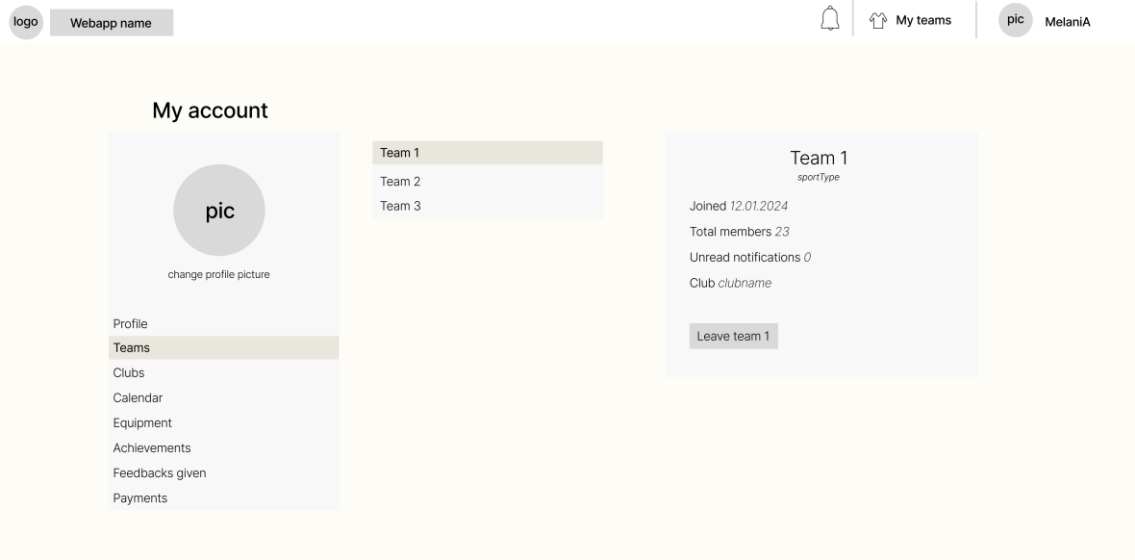 logo
Webapp name
My teams
pic
MelaniA
My account
pic
change profile picture
Profile
Teams
Clubs
Calendar
Equipment
Achievements
Feedbacks given
Payments
Team 1
Team 2
Team 3
Team 1
sportType
Joined 12.01.2024
Total members 23
Unread notifications 0
Club clubname
Leave team 1